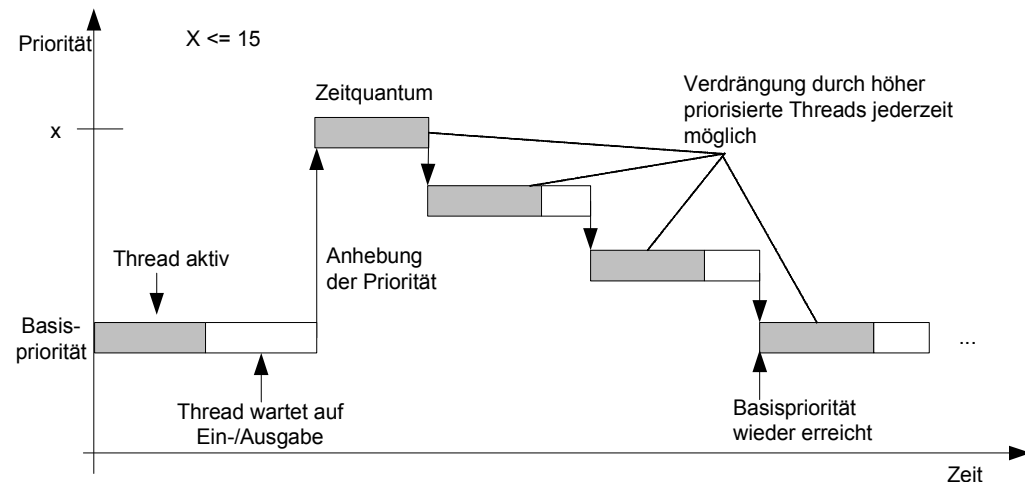 Priorität
X <= 15
Zeitquantum
Verdrängung durch höher
priorisierte Threads jederzeit
möglich
x
Thread aktiv
Anhebung
der Priorität
Basis-
priorität
...
Thread wartet auf
Ein-/Ausgabe
Basispriorität
wieder erreicht
Zeit